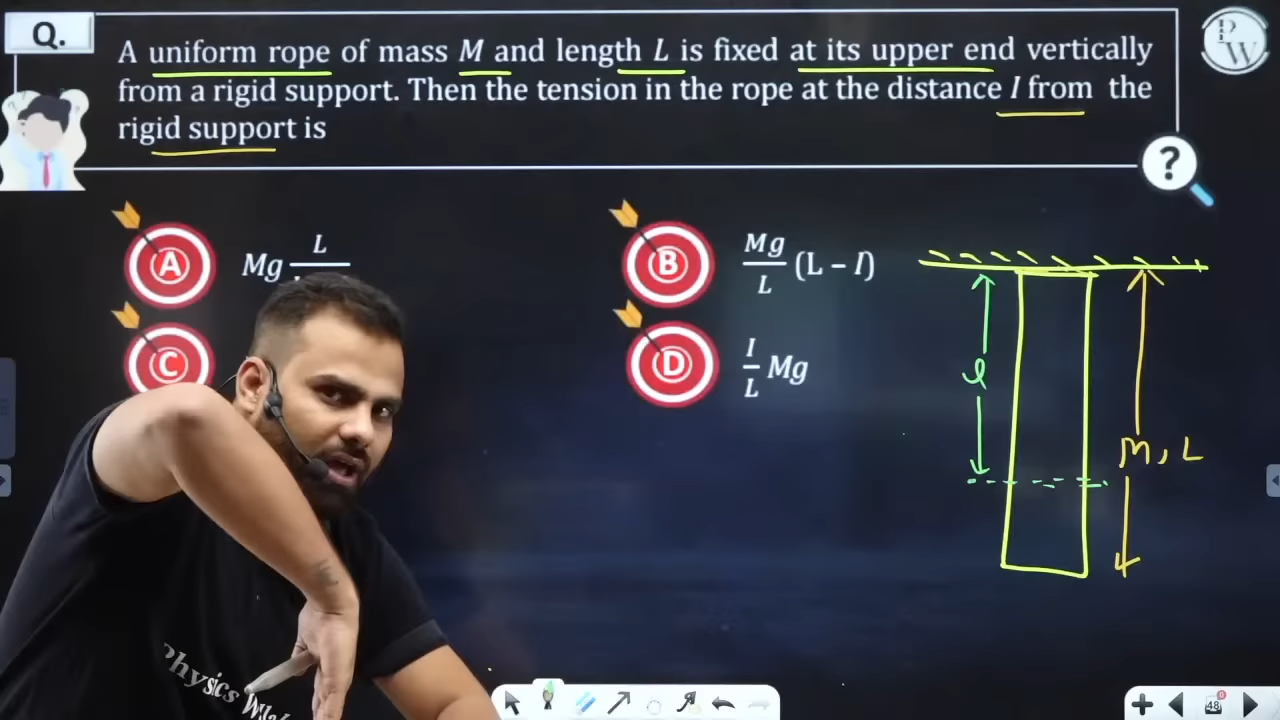 Q.
A uniform rope of mass M and length L is fixed at its upper end vertically
from a rigid support. Then the tension in the rope at the distance I from the
rigid support is
P
W
?
A
Mg L
B
Mg/L (L – I)
C
D
I/L Mg
l
M, L
Physics Wal
48